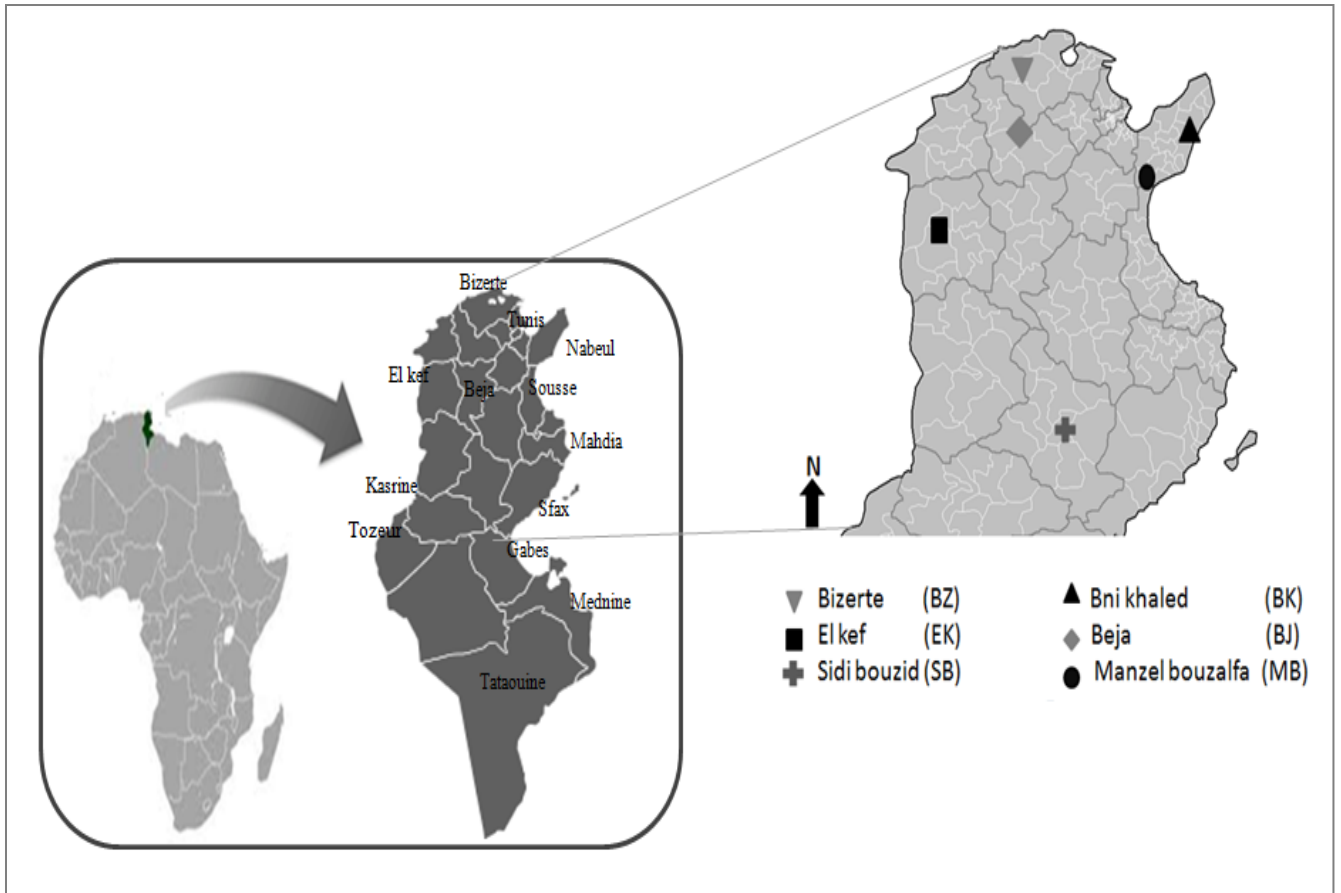 Bizerte
Tunis
Nabeul
El kef
Beja
Sousse
Mahdia
Kasrine
Sfax
Tozeur
Gabes
Mednine
Tataouine
N
Bizerte (BZ)
El kef (EK)
Sidi bouzid (SB)
Bni khaled (BK)
Beja (BJ)
Manzel bouzalfa (MB)